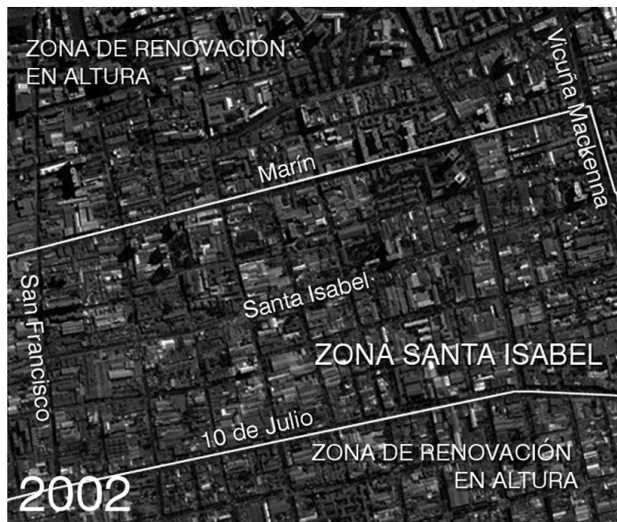 ZONA DE RENOVACIÓN
EN ALTURA
Vicuña Mackenna
Marín
San Francisco
Santa Isabel
ZONA SANTA ISABEL
10 de Julio
ZONA DE RENOVACIÓN
EN ALTURA
2002